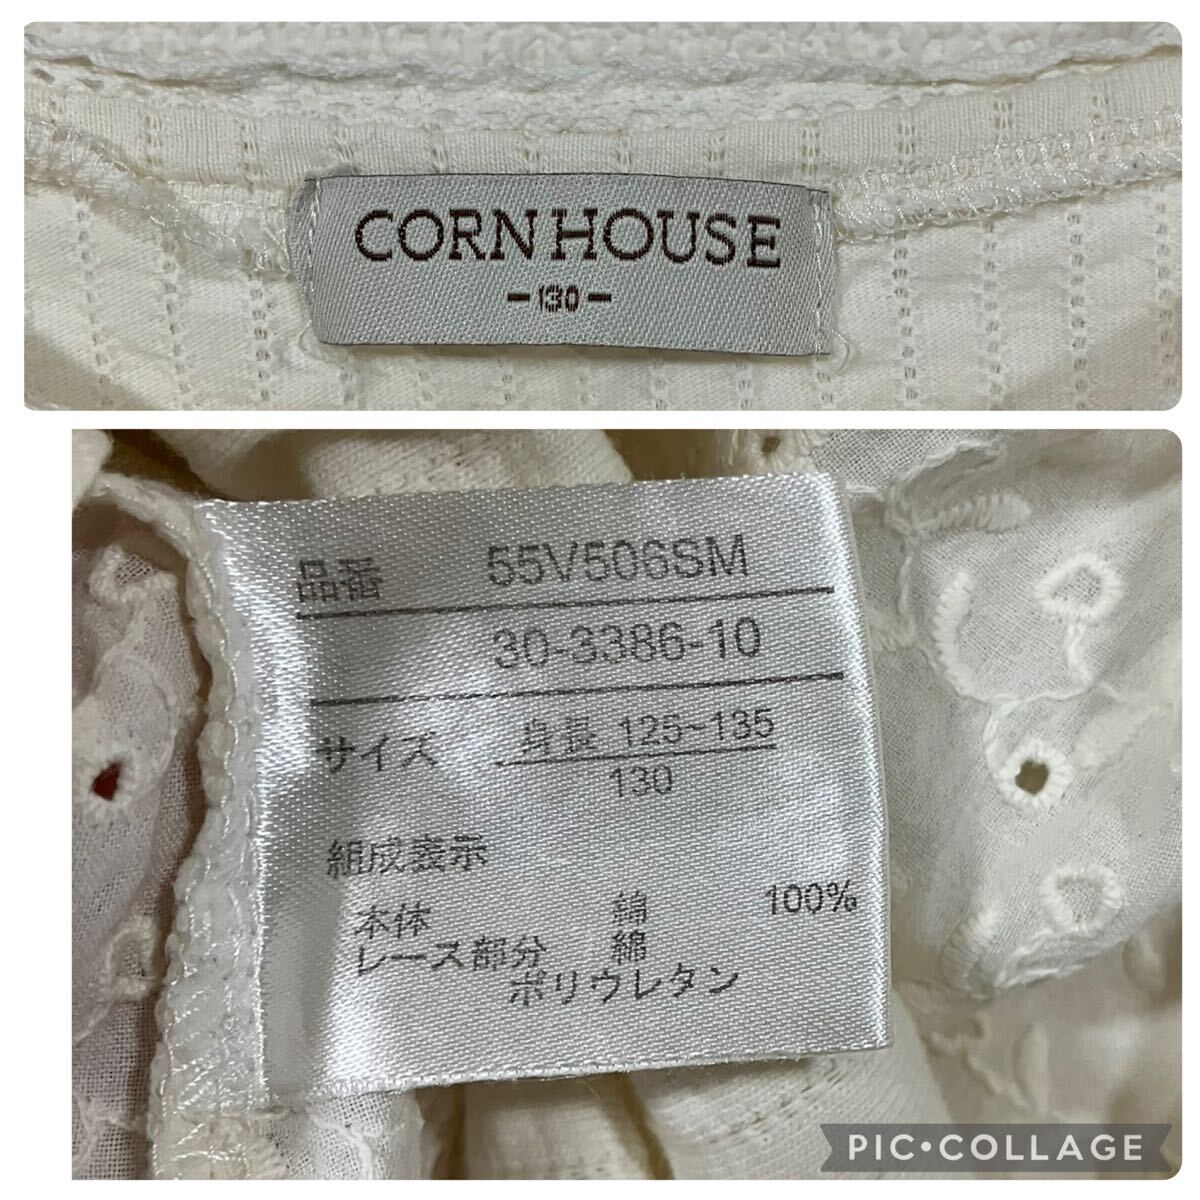 CORN HOUSE
-130-
品番 55V506SM
30-3386-10
サイズ 身長 125~135
130
組成表示
本体 綿 100%
レース部分 綿
ポリウレタン
PIC•COLLAGE